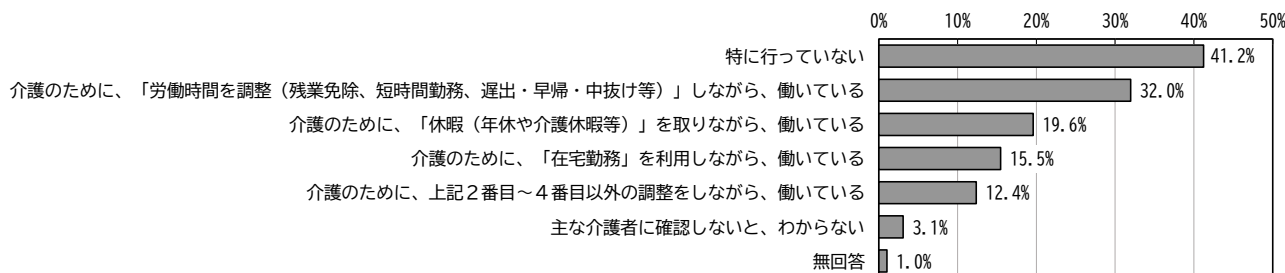 0% 10% 20% 30% 40% 50%
特に行っていない 41.2%
介護のために、「労働時間を調整（残業免除、短時間勤務、遅出・早帰・中抜け等）」しながら、働いている 32.0%
介護のために、「休暇（年休や介護休暇等）」を取りながら、働いている 19.6%
介護のために、「在宅勤務」を利用しながら、働いている 15.5%
介護のために、上記２番目～４番目以外の調整をしながら、働いている 12.4%
主な介護者に確認しないと、わからない 3.1%
無回答 1.0%